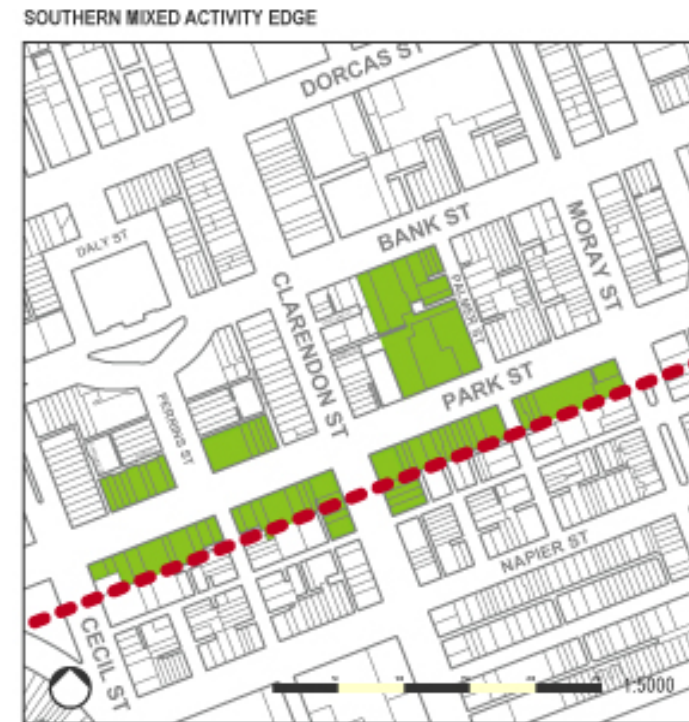 SOUTHERN MIXED ACTIVITY EDGE
DORCAS ST
BANK ST
DALY ST
MORAY ST
CLARENDON ST
PALMER ST
PARK ST
PERRINS ST
NAPIER ST
CECIL ST
1:5000